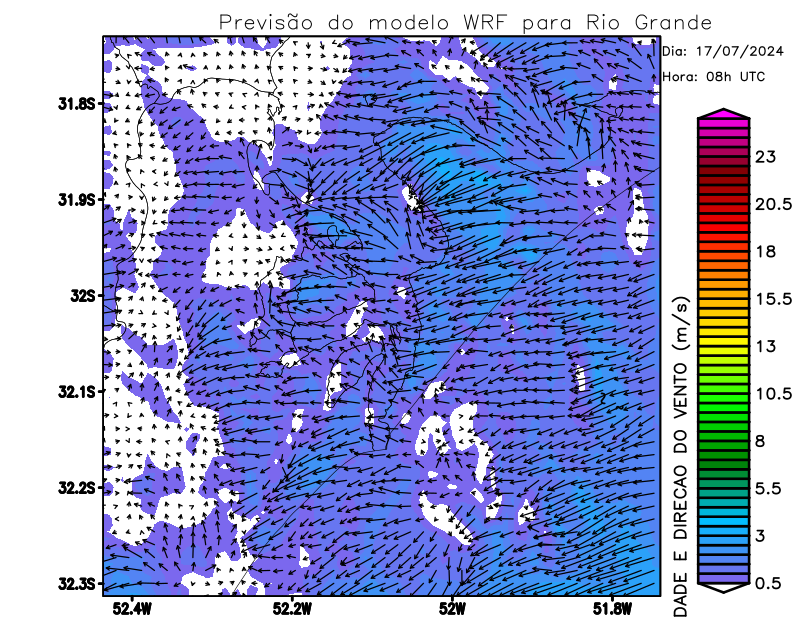 Previsão do modelo WRF para Rio Grande
Dia: 17/07/2024
Hora: 08h UTC
31.8S
31.9S
32S
32.1S
32.2S
32.3S
52.4W
52.2W
52W
51.8W
23
20.5
18
15.5
13
10.5
8
5.5
3
0.5
DADE E DIRECAO DO VENTO (m/s)